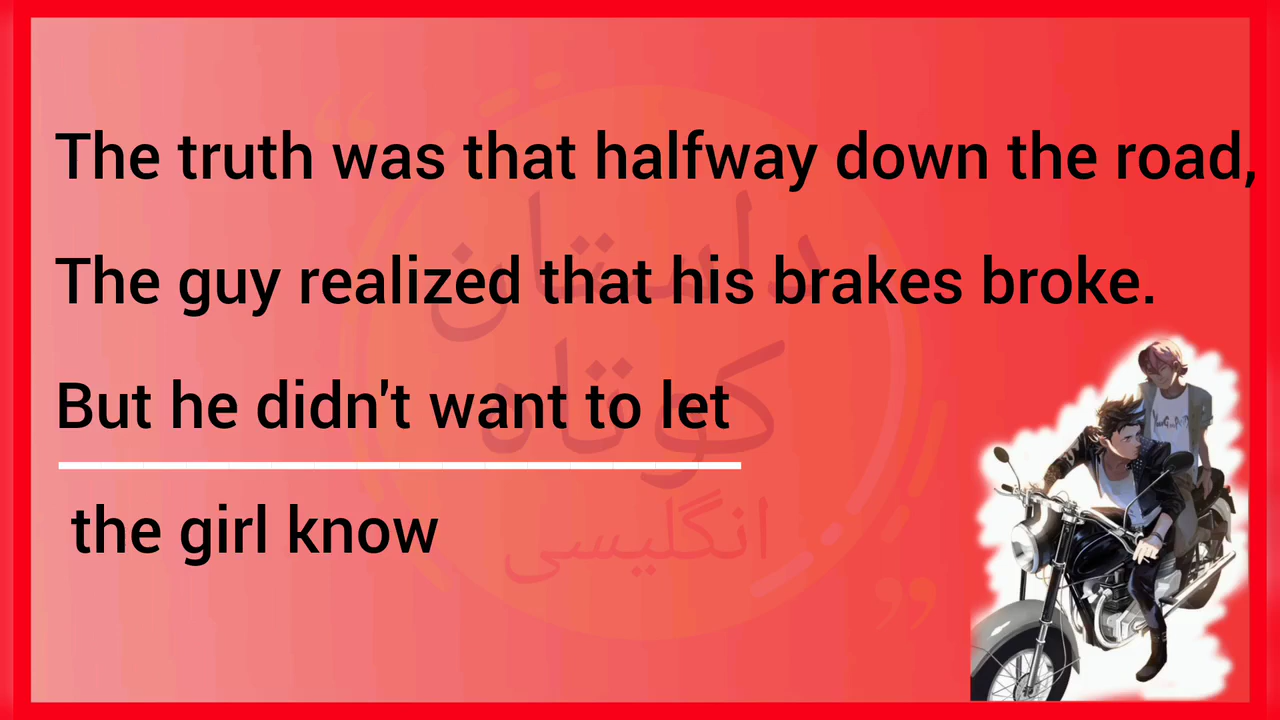 The truth was that halfway down the road,
The guy realized that his brakes broke.
But he didn't want to let
the girl know
داستان
کوتاه
انگلیسی